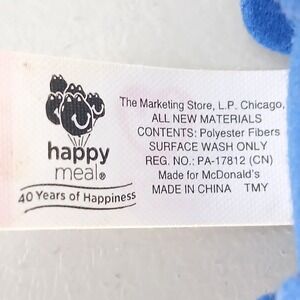 happy
meal®
40 Years of Happiness
The Marketing Store, L.P. Chicago,
ALL NEW MATERIALS
CONTENTS: Polyester Fibers
SURFACE WASH ONLY
REG. NO.: PA-17812 (CN)
Made for McDonald's
MADE IN CHINA TMY